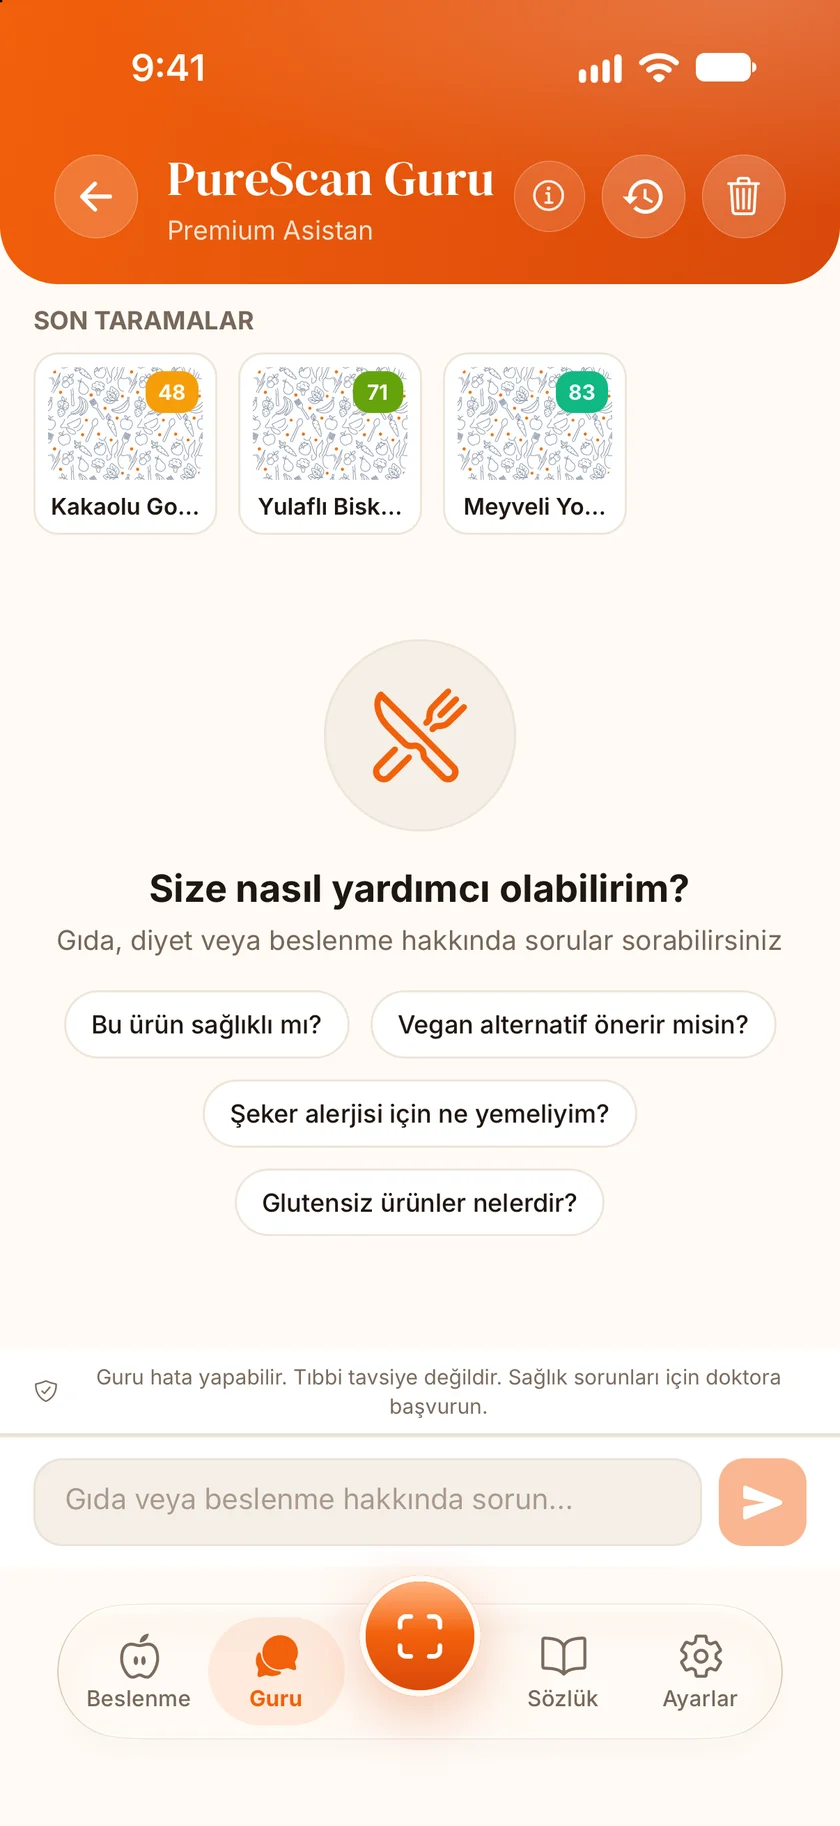 9:41
PureScan Guru
Premium Asistan
SON TARAMALAR
48
71
83
Kakaolu Go...
Yulaflı Bisk...
Meyveli Yo...
Size nasıl yardımcı olabilirim?
Gıda, diyet veya beslenme hakkında sorular sorabilirsiniz
Bu ürün sağlıklı mı?
Vegan alternatif önerir misin?
Şeker alerjisi için ne yemeliyim?
Glutensiz ürünler nelerdir?
Guru hata yapabilir. Tıbbi tavsiye değildir. Sağlık sorunları için doktora
başvurun.
Gıda veya beslenme hakkında sorun...
Beslenme
Guru
Sözlük
Ayarlar